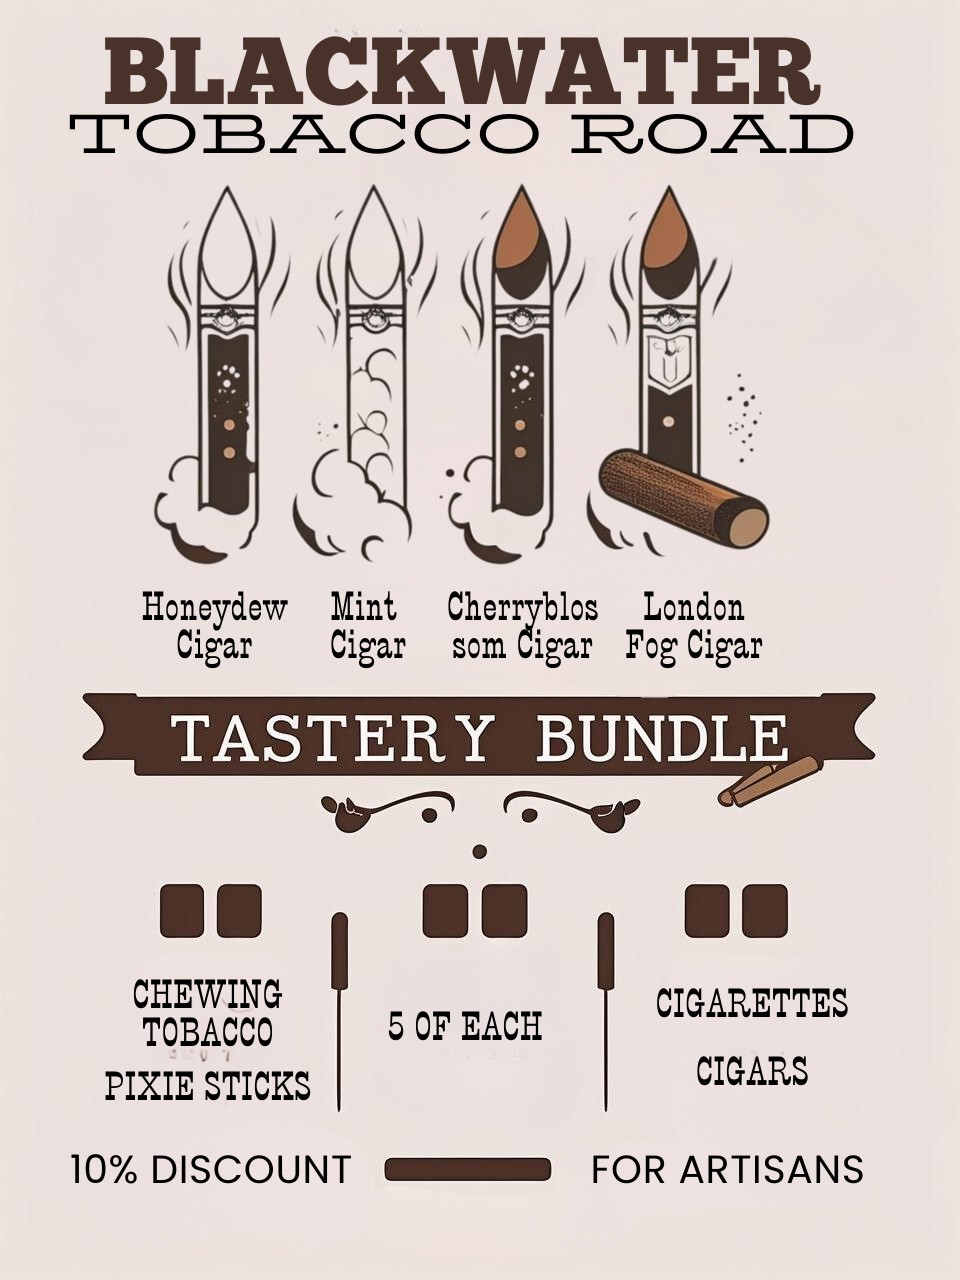 BLACKWATER
TOBACCO ROAD
Honeydew
Cigar
Mint
Cigar
Cherryblos
som Cigar
London
Fog Cigar
TASTERY BUNDLE
CHEWING
TOBACCO
PIXIE STICKS
5 OF EACH
CIGARETTES
CIGARS
10% DISCOUNT
FOR ARTISANS